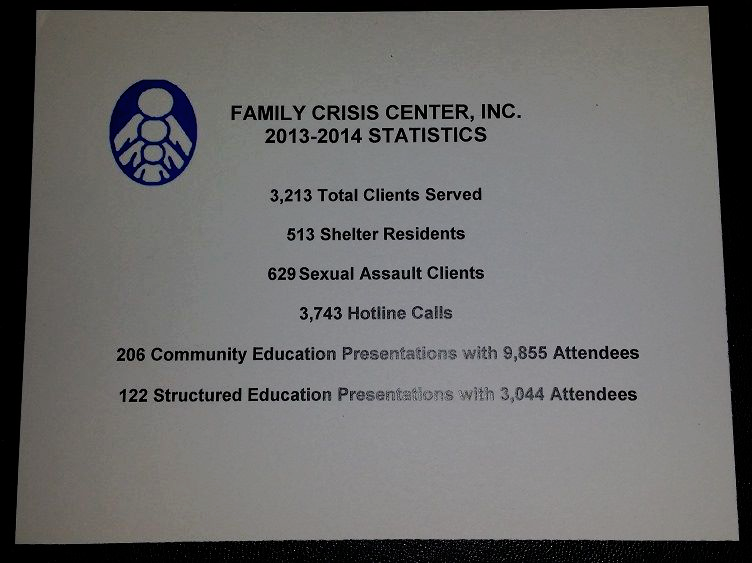 FAMILY CRISIS CENTER, INC.
2013-2014 STATISTICS
3,213 Total Clients Served
513 Shelter Residents
629 Sexual Assault Clients
3,743 Hotline Calls
206 Community Education Presentations with 9,855 Attendees
122 Structured Education Presentations with 3,044 Attendees